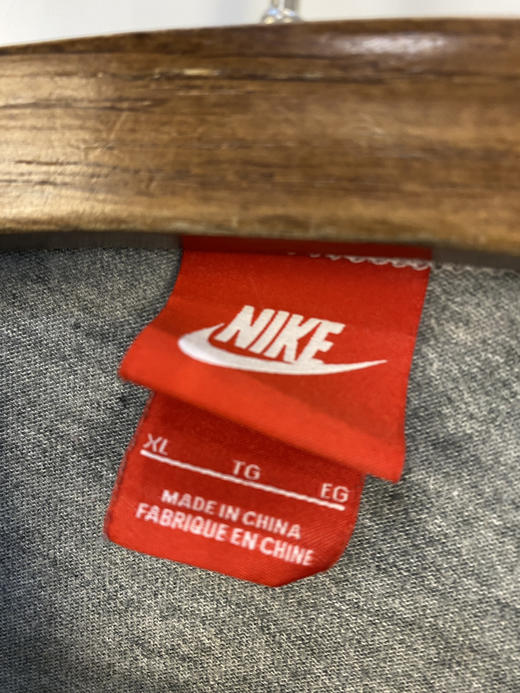 NIKE
XL TG EG
MADE IN CHINA
FABRIQUE EN CHINE